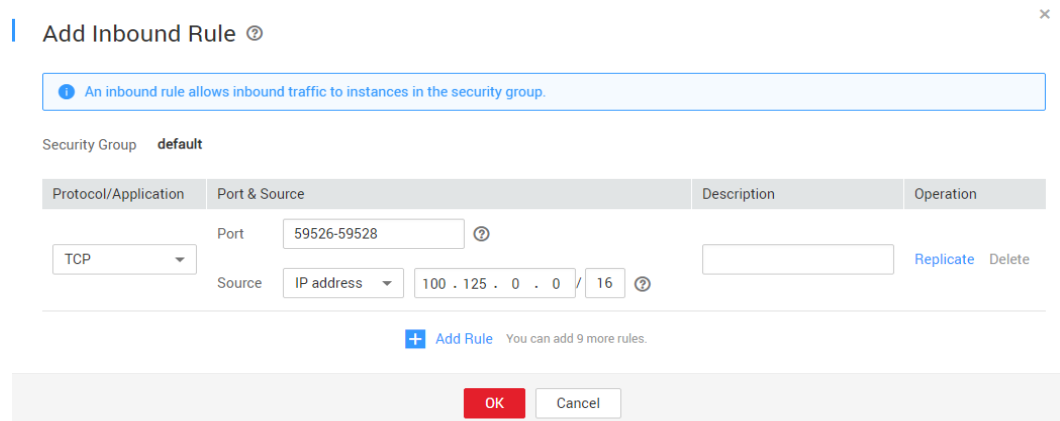 ×
Add Inbound Rule ?
i An inbound rule allows inbound traffic to instances in the security group.
Security Group default
Protocol/Application Port & Source Description Operation
Port 59526-59528 ?
TCP Replicate Delete
Source IP address 100 . 125 . 0 . 0 / 16 ?
+ Add Rule You can add 9 more rules.
OK Cancel